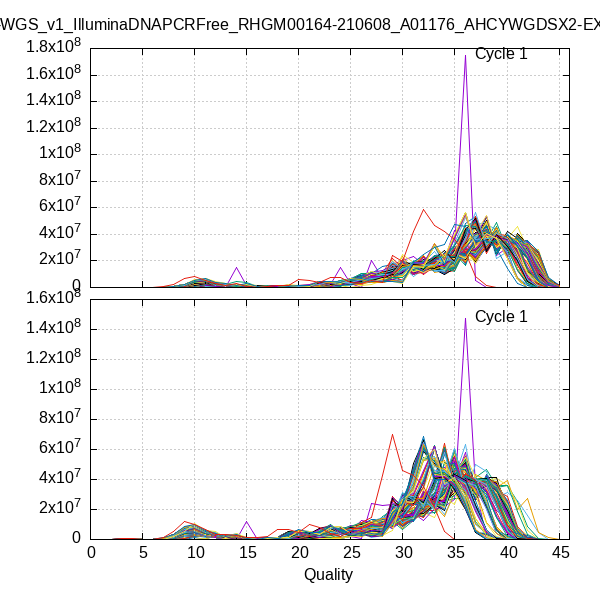 -WGS_v1_IlluminaDNAPCRFree_RHGM00164-210608_A01176_AHCYWGDSX2-EX
1.8x10^8
Cycle 1
1.6x10^8
1.4x10^8
1.2x10^8
1x10^8
8x10^7
6x10^7
4x10^7
2x10^7
0
1.6x10^8
Cycle 1
1.4x10^8
1.2x10^8
1x10^8
8x10^7
6x10^7
4x10^7
2x10^7
0
0 5 10 15 20 25 30 35 40 45
Quality